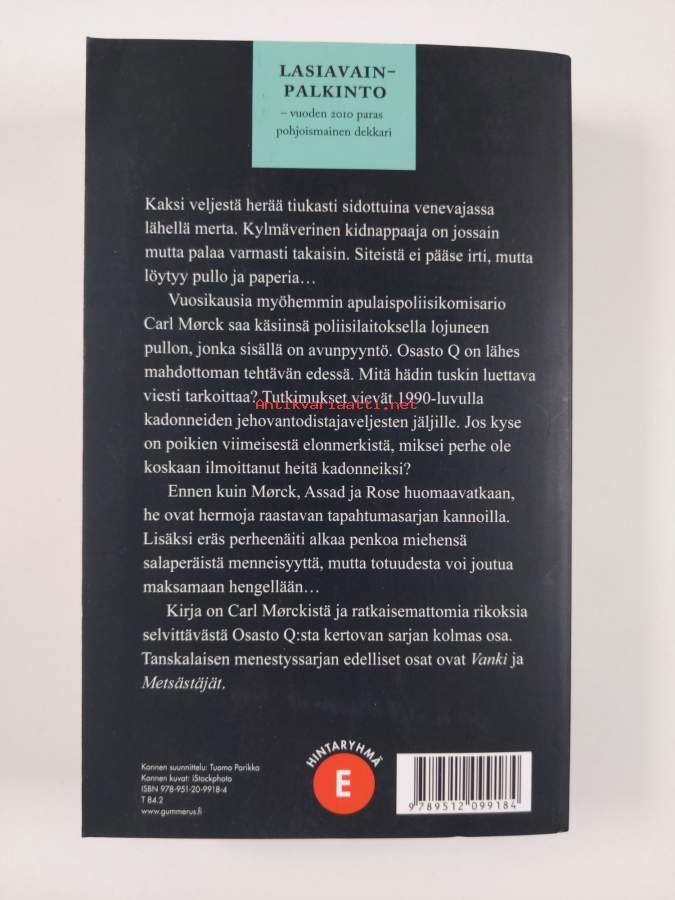 LASIAVAIN-
PALKINTO
– vuoden 2010 paras
pohjoismainen dekkari
Kaksi veljestä herää tiukasti sidottuina venevajassa
lähellä merta. Kylmäverinen kidnappaaja on jossain
mutta palaa varmasti takaisin. Siteistä ei pääse irti, mutta
löytyy pullo ja paperia…
Vuosikausia myöhemmin apulaispoliisikomisario
Carl Mørck saa käsiinsä poliisilaitoksella lojuneen
pullon, jonka sisällä on avunpyyntö. Osasto Q on lähes
mahdottoman tehtävän edessä. Mitä hädin tuskin luettava
viesti tarkoittaa? Tutkimukset vievät 1990-luvulla
Antikvariaatti.net
kadonneiden jehovantodistajaveljesten jäljille. Jos kyse
on poikien viimeisestä elonmerkistä, miksei perhe ole
koskaan ilmoittanut heitä kadonneiksi?
Ennen kuin Mørck, Assad ja Rose huomaavatkaan,
he ovat hermoja raastavan tapahtumasarjan kannoilla.
Lisäksi eräs perheenäiti alkaa penkoa miehensä
salaperäistä menneisyyttä, mutta totuudesta voi joutua
maksamaan hengellään…
Kirja on Carl Mørckistä ja ratkaisemattomia rikoksia
selvittävästä Osasto Q:sta kertovan sarjan kolmas osa.
Tanskalaisen menestyssarjan edelliset osat ovat Vanki ja
Metsästäjät.
Kannen suunnittelu: Tuomo Parikka
Kannen kuvat: iStockphoto
ISBN 978-951-20-9918-4
T 84.2
www.gummerus.fi
HINTARYHMÄ
E
9789512099184